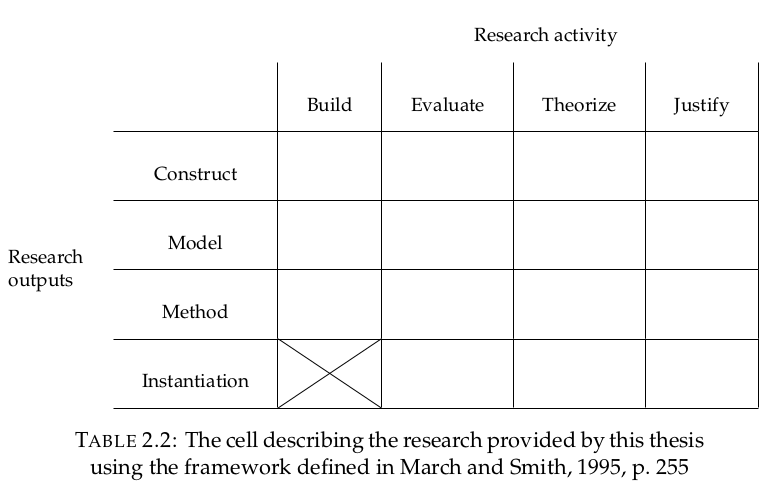 Research activity
Build Evaluate Theorize Justify
Construct
Model
Research
outputs
Method
Instantiation
TABLE 2.2: The cell describing the research provided by this thesis
using the framework defined in March and Smith, 1995, p. 255